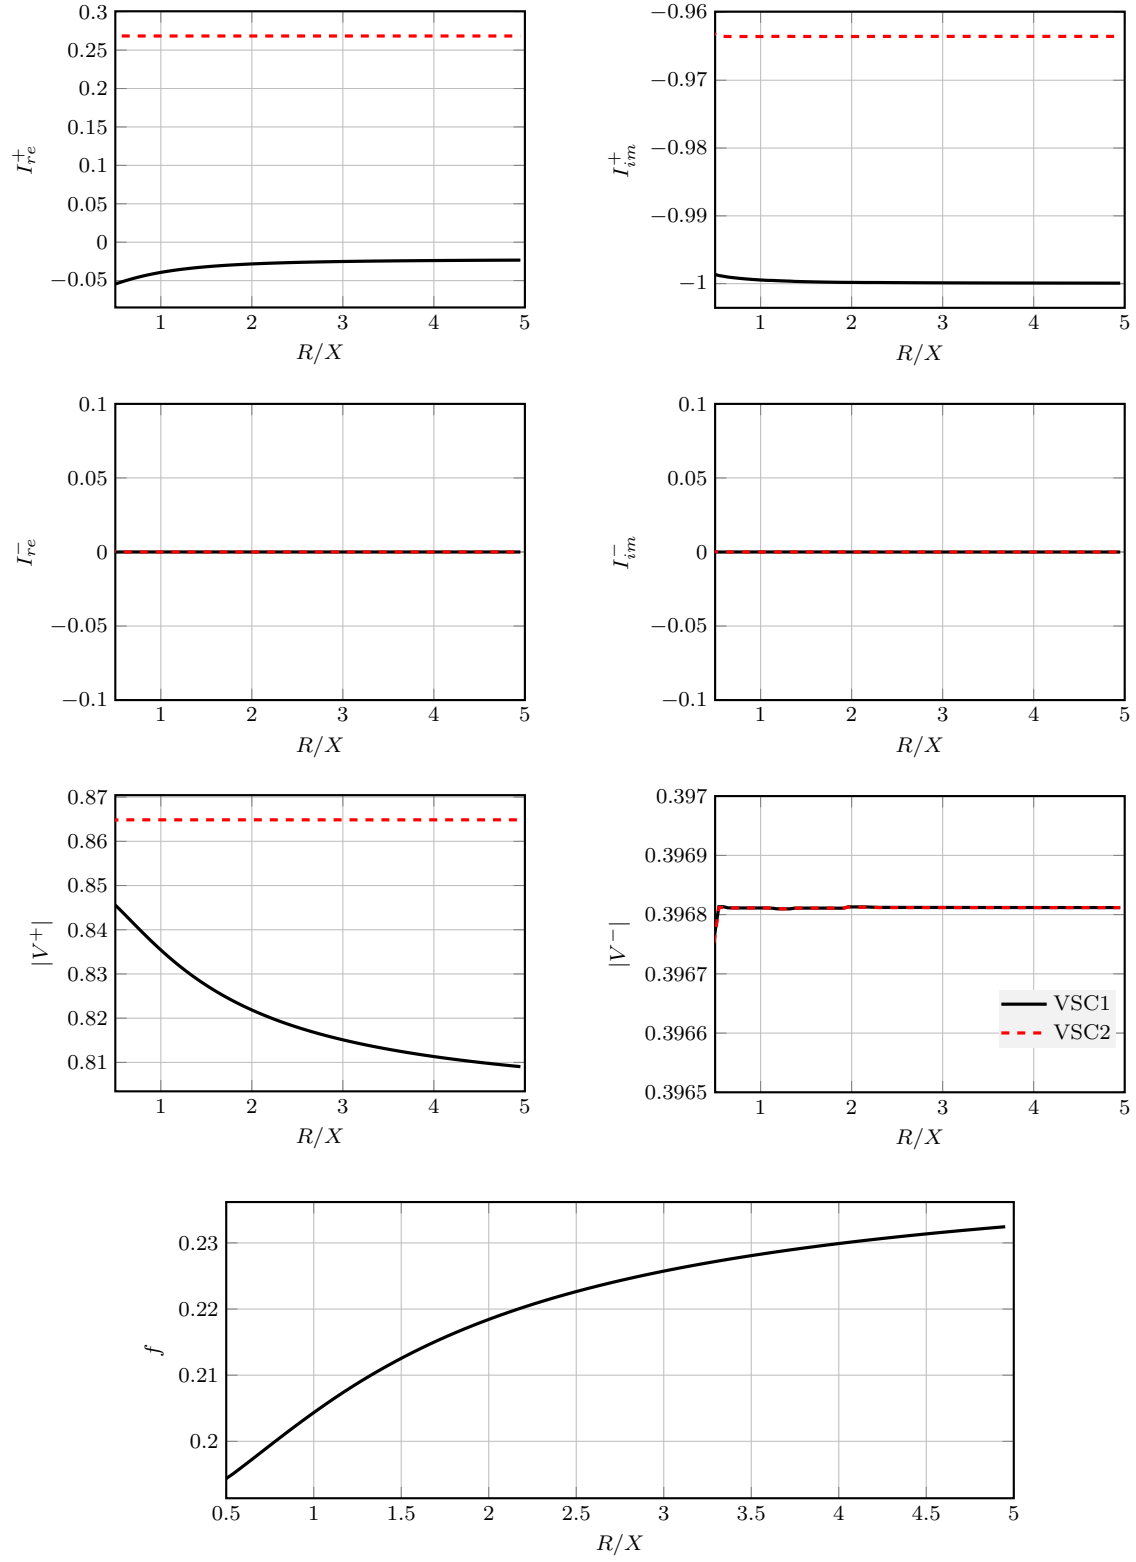 0.3
0.25
0.2
0.15
0.1
0.05
0
−0.05
I_{re}^{+}
1 2 3 4 5
R/X
−0.96
−0.97
−0.98
−0.99
−1
I_{im}^{+}
1 2 3 4 5
R/X
0.1
0.05
0
−0.05
−0.1
I_{re}^{−}
1 2 3 4 5
R/X
0.1
0.05
0
−0.05
−0.1
I_{im}^{−}
1 2 3 4 5
R/X
0.87
0.86
0.85
0.84
0.83
0.82
0.81
|V^{+}|
1 2 3 4 5
R/X
0.397
0.3969
0.3968
0.3967
0.3966
0.3965
|V^{−}|
VSC1
VSC2
1 2 3 4 5
R/X
0.23
0.22
0.21
0.2
f
0.5 1 1.5 2 2.5 3 3.5 4 4.5 5
R/X